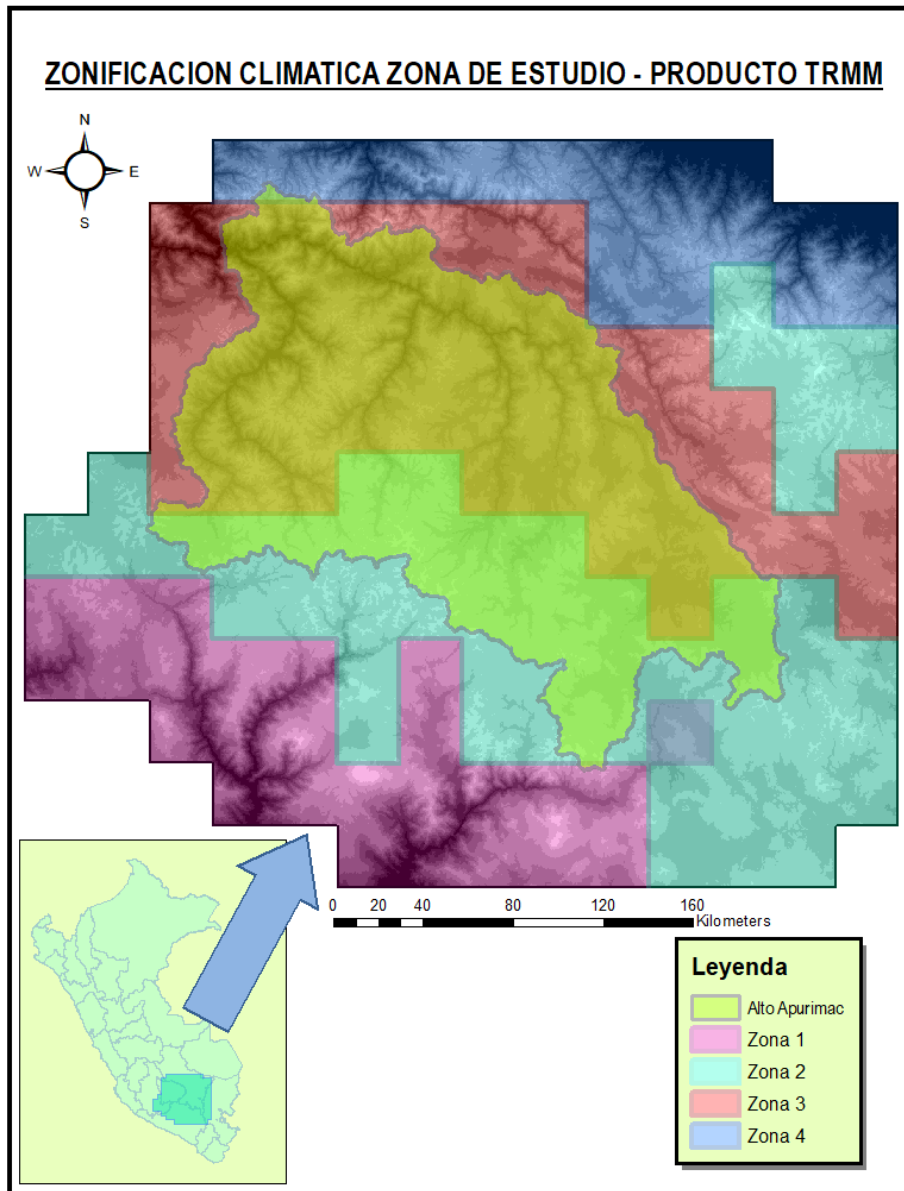 ZONIFICACION CLIMATICA ZONA DE ESTUDIO - PRODUCTO TRMM
N
W E
S
0 20 40 80 120 160
Kilometers
Leyenda
Alto Apurimac
Zona 1
Zona 2
Zona 3
Zona 4